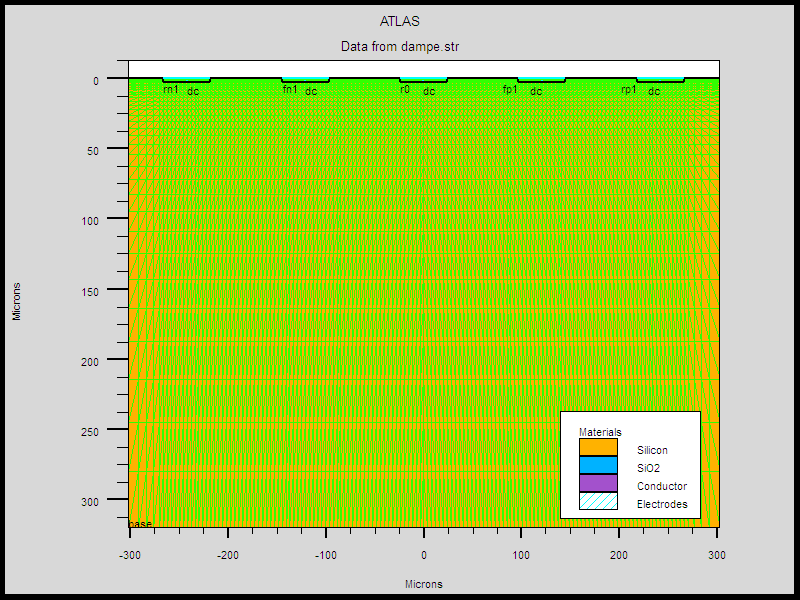 ATLAS
Data from dampe.str
0
50
100
150
200
250
300
Microns
rn1 dc fn1 dc r0 dc fp1 dc rp1 dc
base
Materials
Silicon
SiO2
Conductor
Electrodes
-300 -200 -100 0 100 200 300
Microns